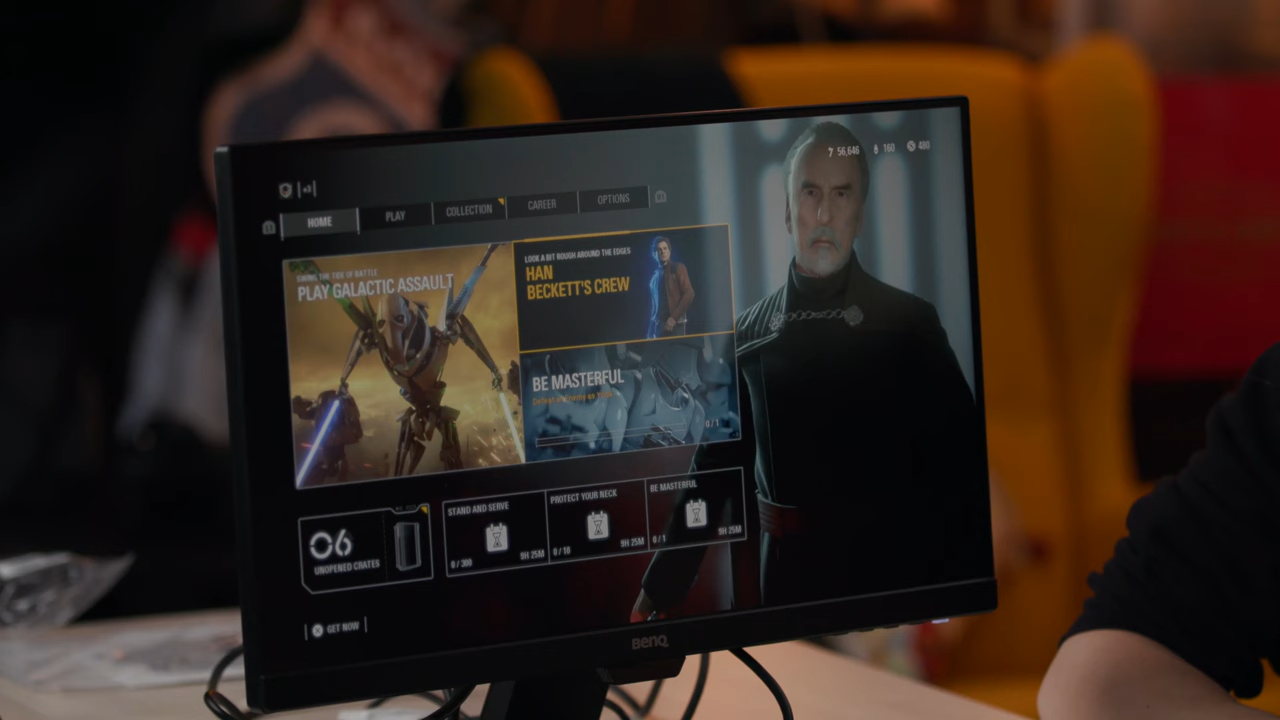 56,646 160 480
+3
HOME PLAY COLLECTION CAREER OPTIONS
SWING THE TIDE OF BATTLE
PLAY GALACTIC ASSAULT
LOOK A BIT ROUGH AROUND THE EDGES
HAN
BECKETT'S CREW
BE MASTERFUL
0/1
06
UNOPENED CRATES
STAND AND SERVE
0/300
9H 25M
PROTECT YOUR NECK
0/10
9H 25M
BE MASTERFUL
0/1
9H 25M
GET NOW
BenQ